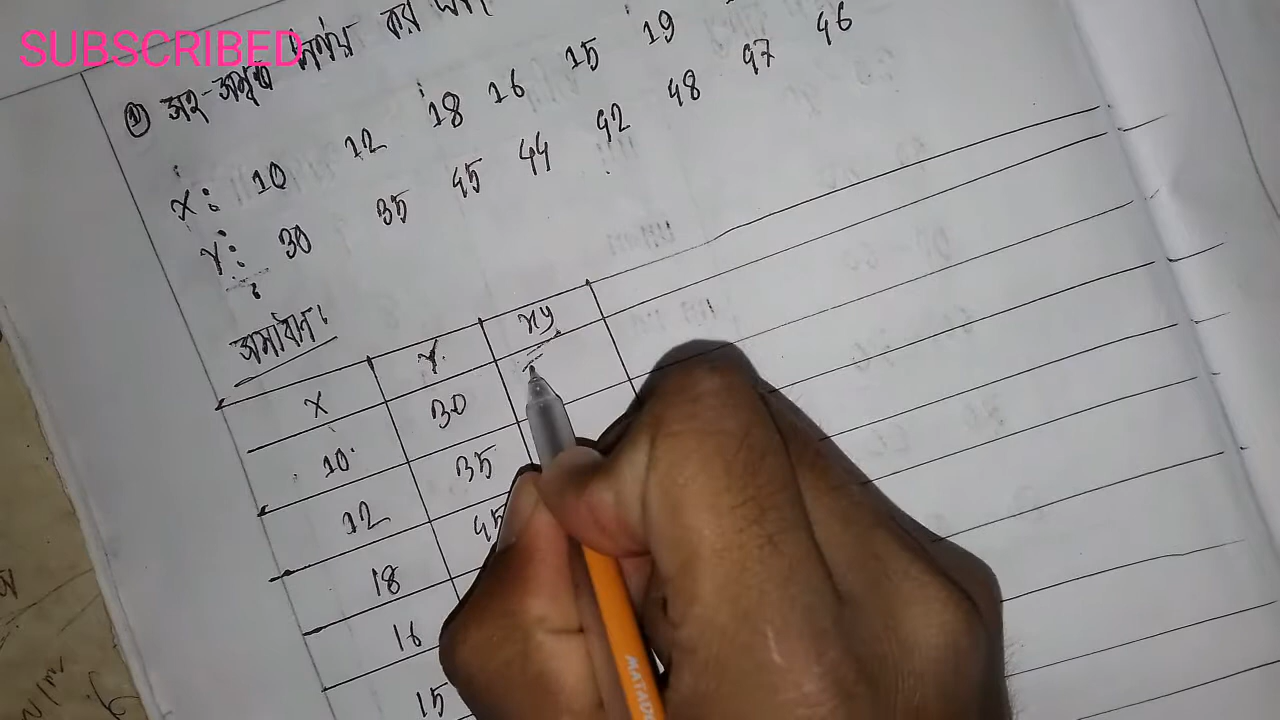 SUBSCRIBED
① সহ-সম্বন্ধ নির্ণয় কর
X: 10 12 18 16 15 19
Y: 30 35 45 44 42 48 47 46
সমাধান:
X Y xy
10 30
12 35
18 45
16
15
MATADO